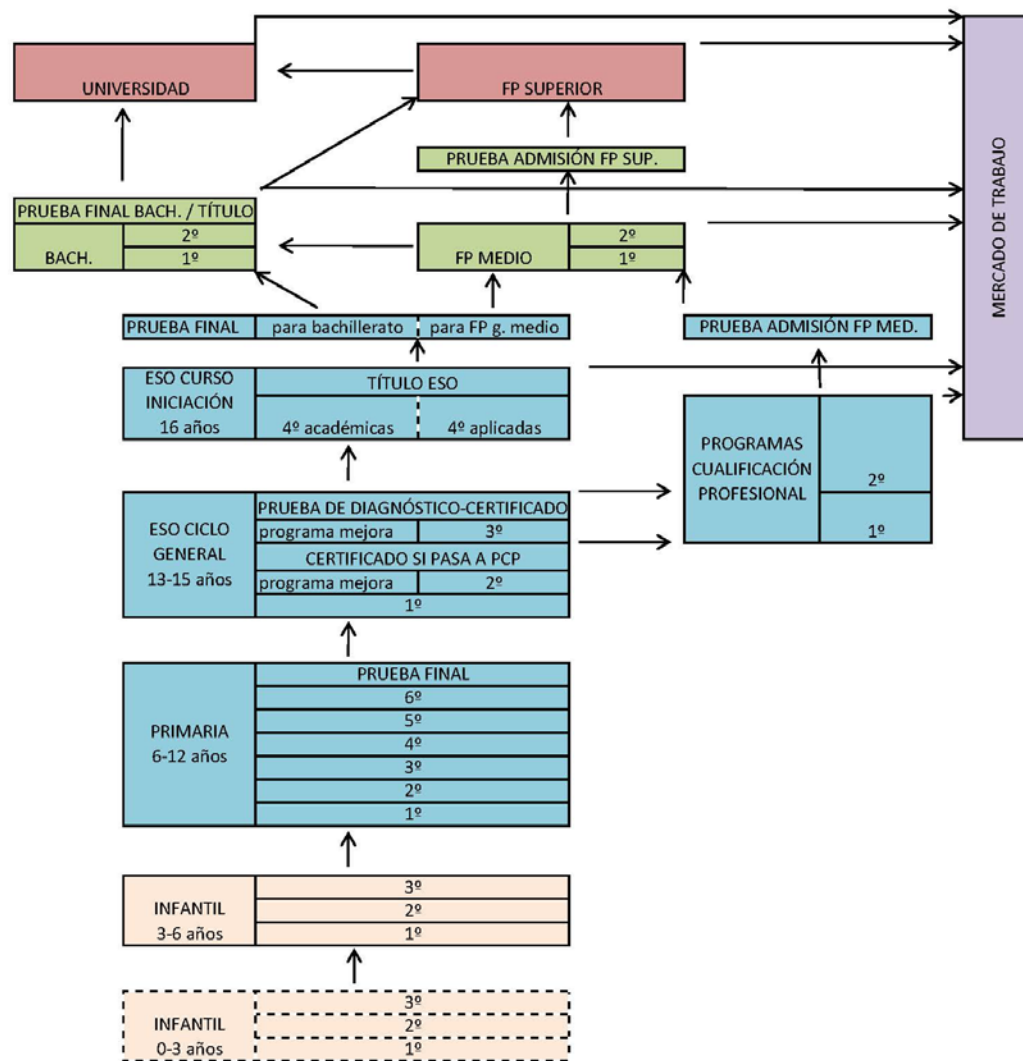 UNIVERSIDAD
FP SUPERIOR
MERCADO DE TRABAJO
PRUEBA ADMISIÓN FP SUP.
PRUEBA FINAL BACH. / TÍTULO
BACH.
2º
1º
FP MEDIO
2º
1º
PRUEBA FINAL
para bachillerato
para FP g. medio
PRUEBA ADMISIÓN FP MED.
ESO CURSO
INICIACIÓN
16 años
TÍTULO ESO
4º académicas
4º aplicadas
PROGRAMAS
CUALIFICACIÓN
PROFESIONAL
2º
1º
ESO CICLO
GENERAL
13-15 años
PRUEBA DE DIAGNÓSTICO-CERTIFICADO
programa mejora
3º
CERTIFICADO SI PASA A PCP
programa mejora
2º
1º
PRIMARIA
6-12 años
PRUEBA FINAL
6º
5º
4º
3º
2º
1º
INFANTIL
3-6 años
3º
2º
1º
INFANTIL
0-3 años
3º
2º
1º